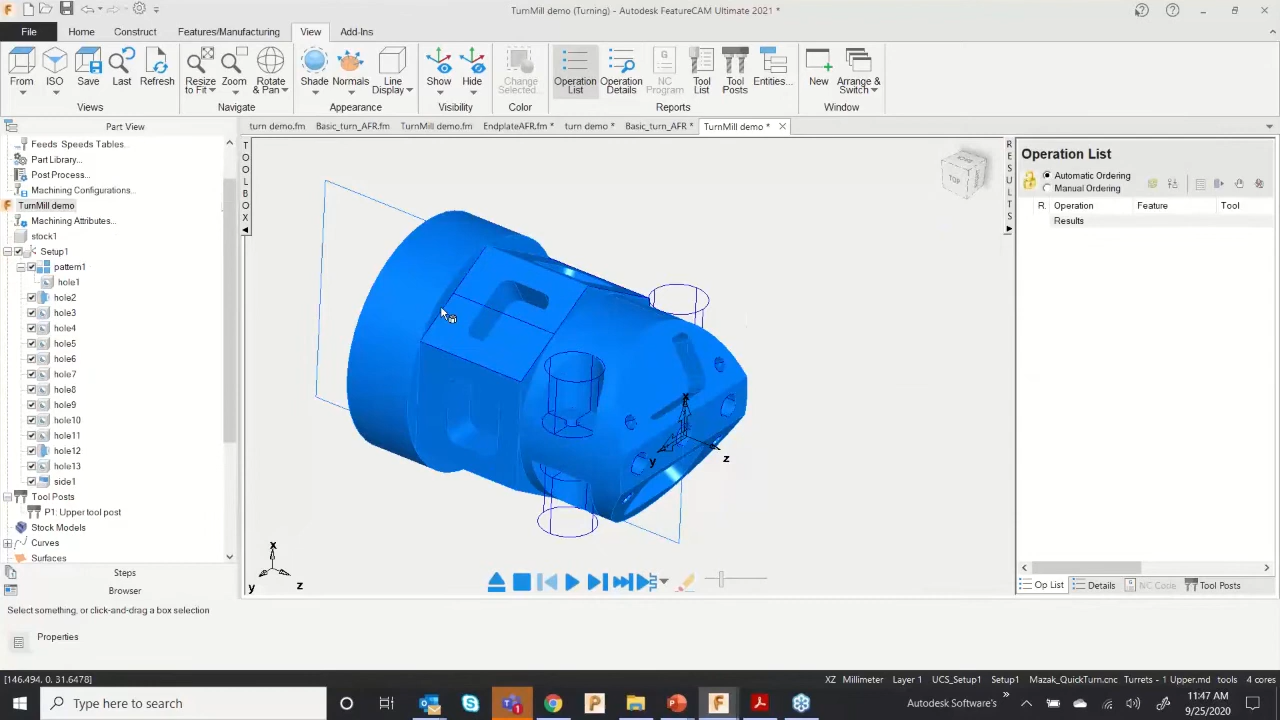 TurnMill demo (Turning) - Autodesk FeatureCAM Ultimate 2021 *
File Home Construct Features/Manufacturing View Add-Ins
From ISO Save Last Refresh Resize to Fit Zoom Rotate & Pan Shade Normals Line Display Show Hide Change Selected... Operation List Operation Details NC Program Tool List Tool Posts Entities... New Arrange & Switch
Views Navigate Appearance Visibility Color Reports Window
Part View turn demo.fm Basic_turn_AFR.fm TurnMill demo.fm EndplateAFR.fm * turn demo * Basic_turn_AFR * TurnMill demo *
Feeds Speeds Tables...
Part Library...
Post Process...
Machining Configurations...
TurnMill demo
Machining Attributes...
stock1
Setup1
pattern1
hole1
hole2
hole3
hole4
hole5
hole6
hole7
hole8
hole9
hole10
hole11
hole12
hole13
side1
Tool Posts
P1: Upper tool post
Stock Models
Curves
Surfaces
Steps
Browser
TOOLBOX
TOP
x
y
z
x
y
z
RESULTS
Operation List
Automatic Ordering
Manual Ordering
R. Operation Feature Tool
Results
Op List Details NC Code Tool Posts
Select something, or click-and-drag a box selection
Properties
[146.494, 0, 31.6478] XZ Millimeter Layer 1 UCS_Setup1 Setup1 Mazak_QuickTurn.cnc Turrets - 1 Upper.md tools 4 cores
Type here to search
Autodesk Software's
11:47 AM
9/25/2020